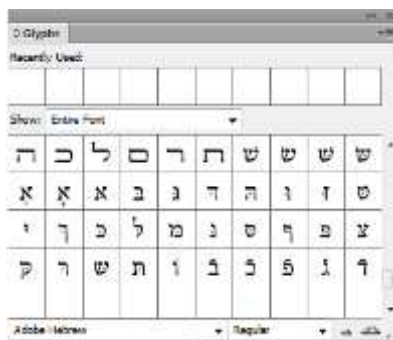 Glyphs
Recently Used:
Show: Entire Font
ﬣ ﬤ ﬥ ﬦ ﬧ ﬨ שׁ שׂ שּׁ שּׂ
אַ אָ אּ בּ גּ דּ הּ וּ זּ טּ
יּ ךּ כּ לּ מּ נּ סּ ףּ פּ צּ
קּ רּ שּ תּ וֹ בֿ כֿ פֿ
Adobe Hebrew Regular